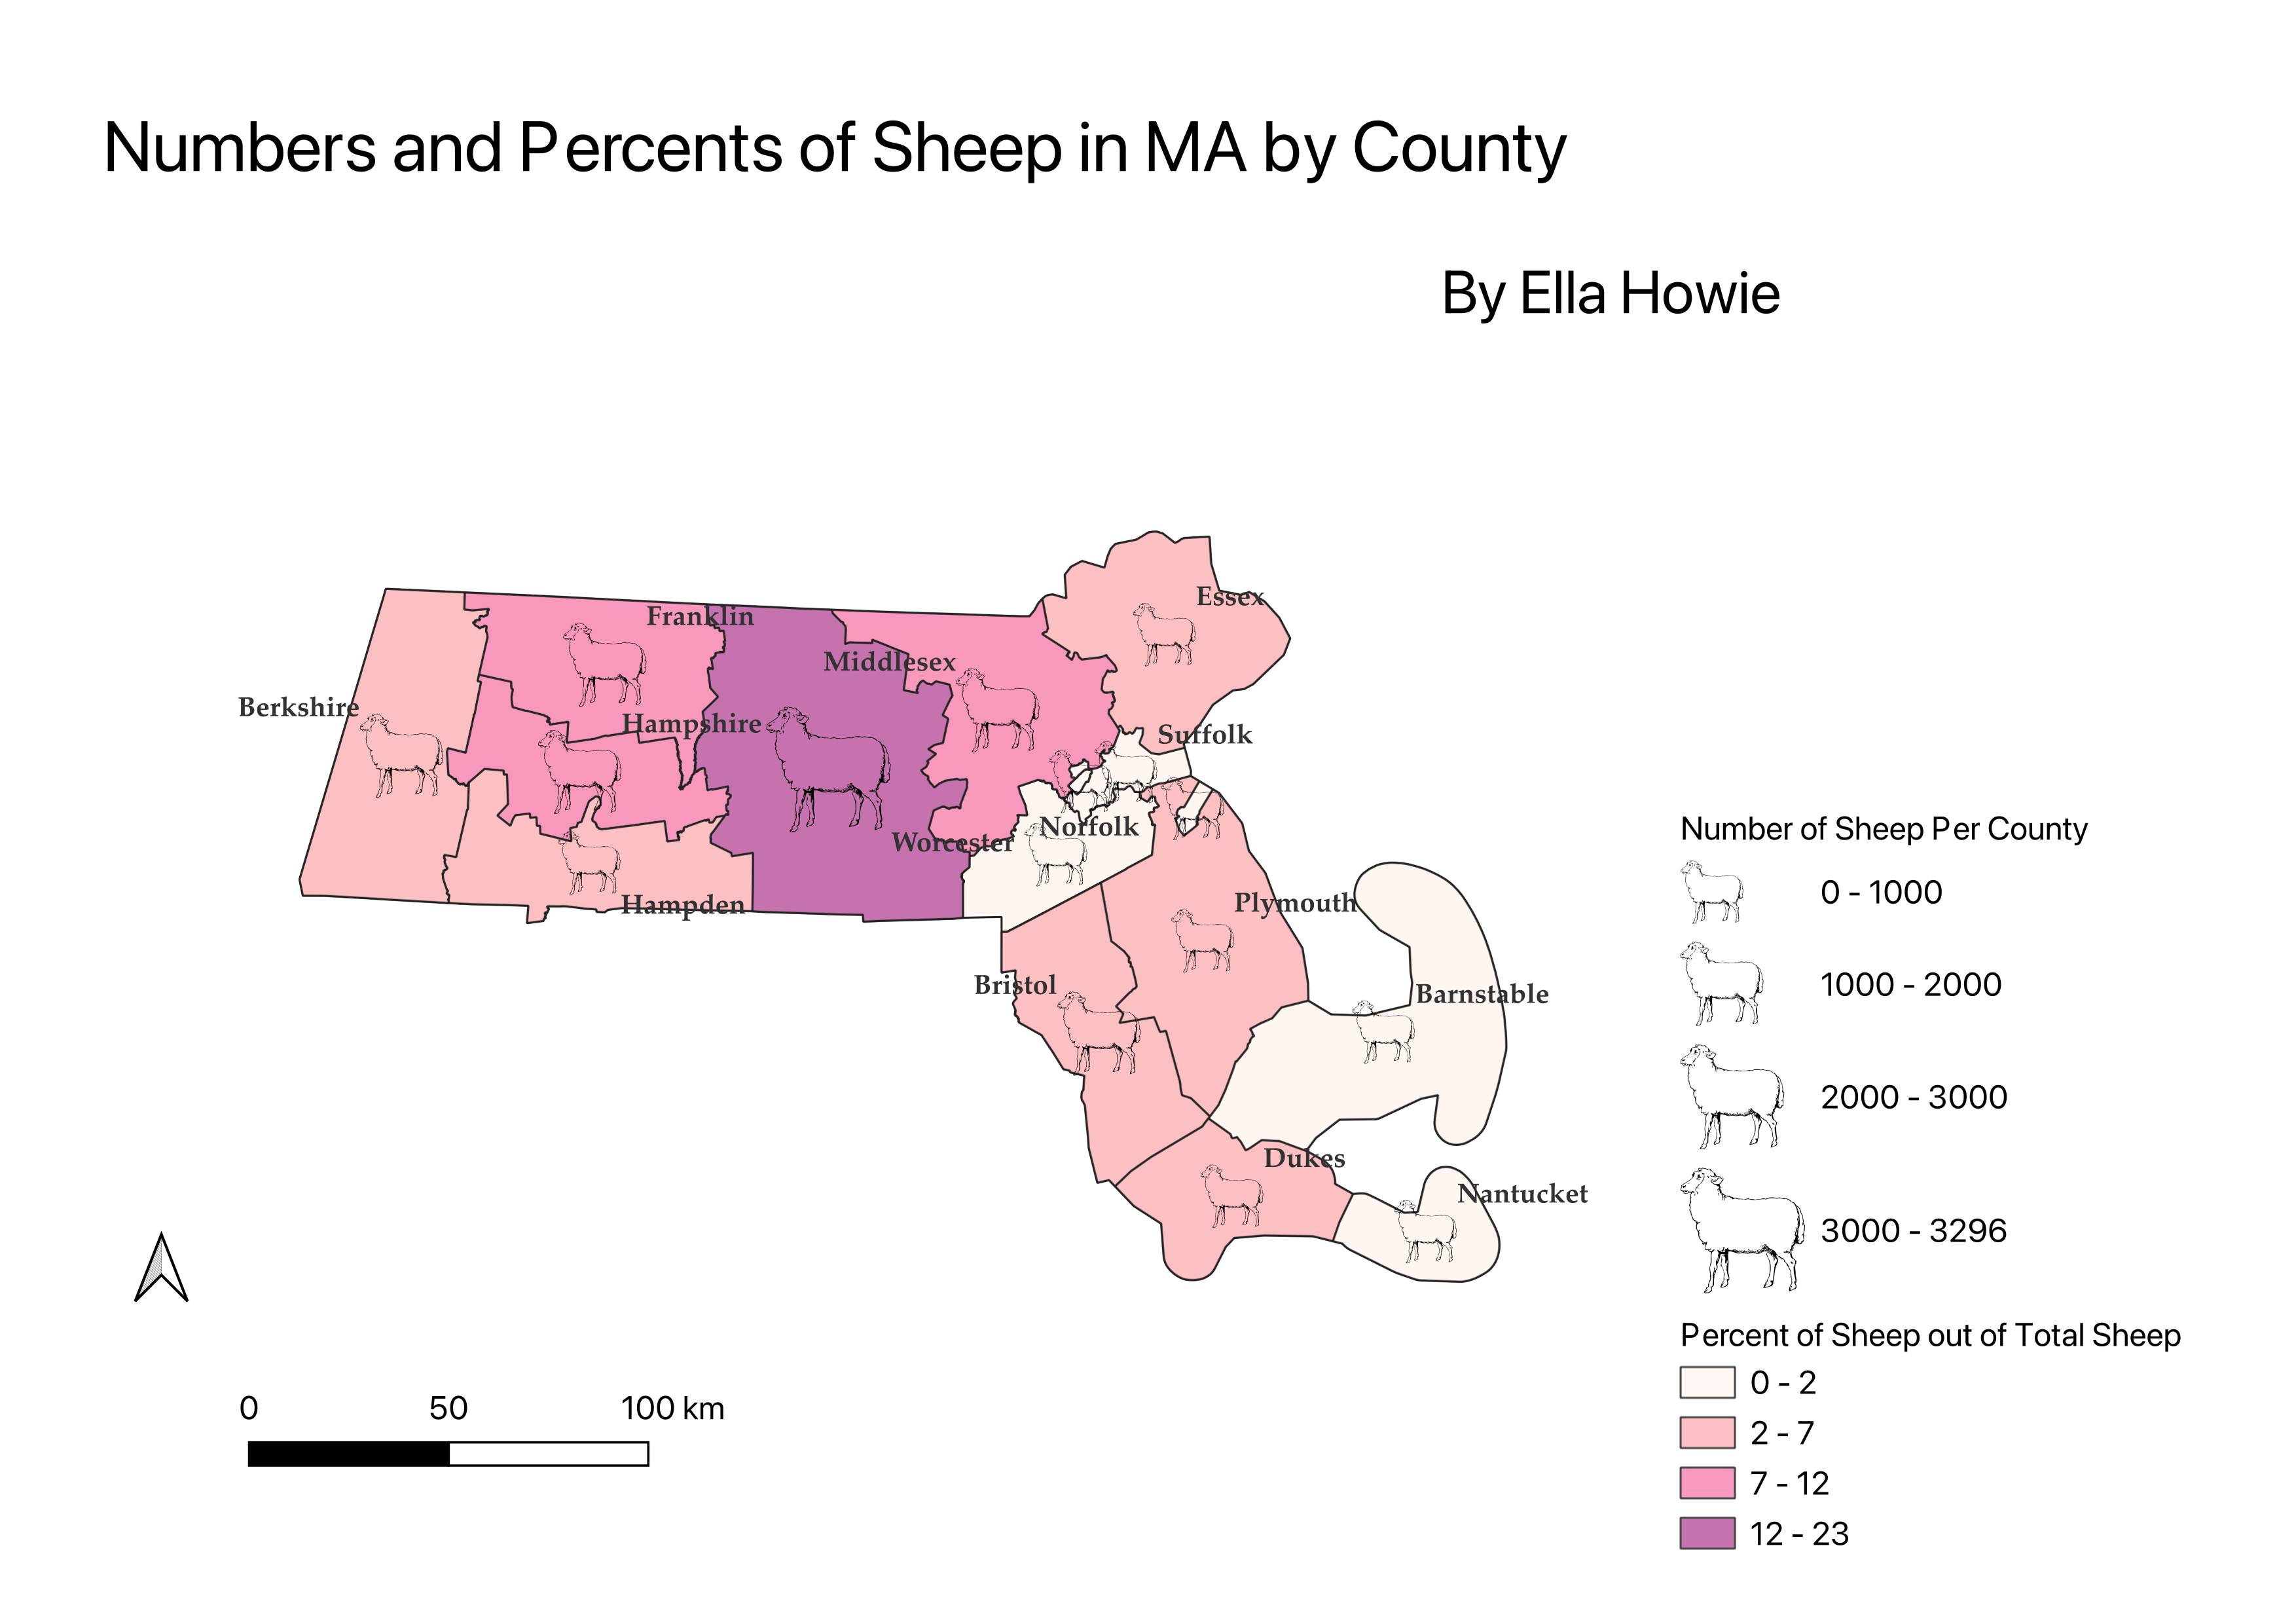 Numbers and Percents of Sheep in MA by County
By Ella Howie
Essex
Franklin
Middlesex
Berkshire
Hampshire
Suffolk
Norfolk
Worcester
Hampden
Plymouth
Bristol
Barnstable
Dukes
Nantucket
Number of Sheep Per County
0 - 1000
1000 - 2000
2000 - 3000
3000 - 3296
Percent of Sheep out of Total Sheep
0 - 2
2 - 7
7 - 12
12 - 23
0 50 100 km